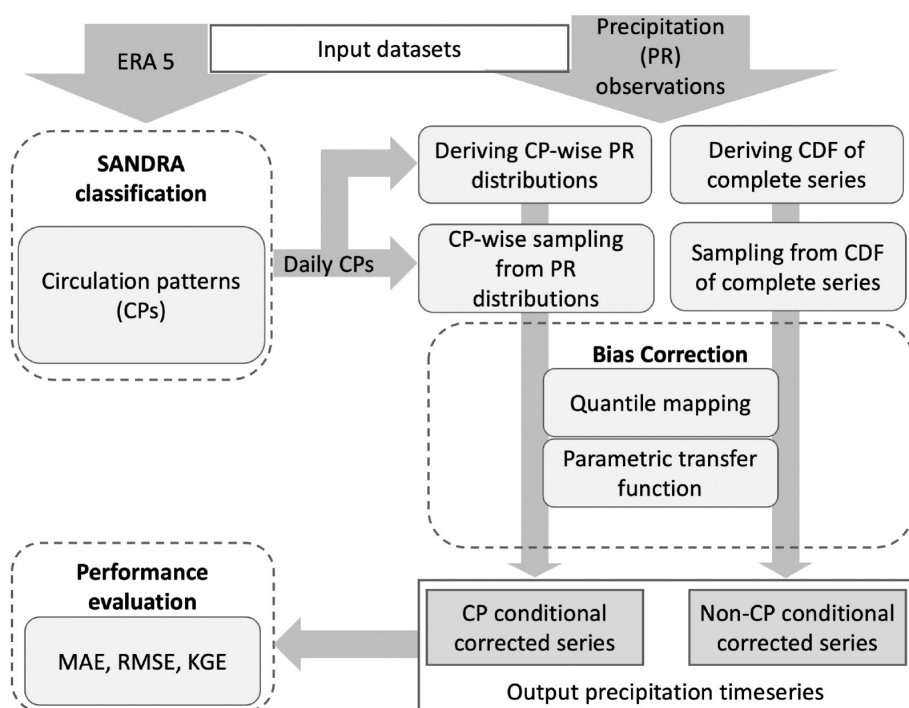 ERA 5
Input datasets
Precipitation
(PR)
observations
SANDRA
classification
Circulation patterns
(CPs)
Daily CPs
Deriving CP-wise PR
distributions
Deriving CDF of
complete series
CP-wise sampling
from PR
distributions
Sampling from CDF
of complete series
Bias Correction
Quantile mapping
Parametric transfer
function
Performance
evaluation
MAE, RMSE, KGE
CP conditional
corrected series
Non-CP conditional
corrected series
Output precipitation timeseries